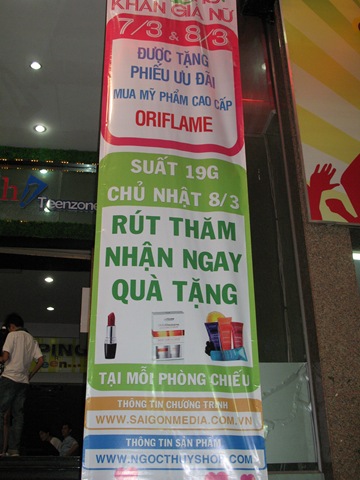 KHÁN GIẢ NỮ
7/3 & 8/3
ĐƯỢC TẶNG
PHIẾU ƯU ĐÃI
MUA MỸ PHẨM CAO CẤP
ORIFLAME
SUẤT 19G
CHỦ NHẬT 8/3
RÚT THĂM
NHẬN NGAY
QUÀ TẶNG
TẠI MỖI PHÒNG CHIẾU
THÔNG TIN CHƯƠNG TRÌNH
WWW.SAIGONMEDIA.COM.VN
THÔNG TIN SẢN PHẨM
WWW.NGOCTHUYSHOP.COM
Teenzone
PING